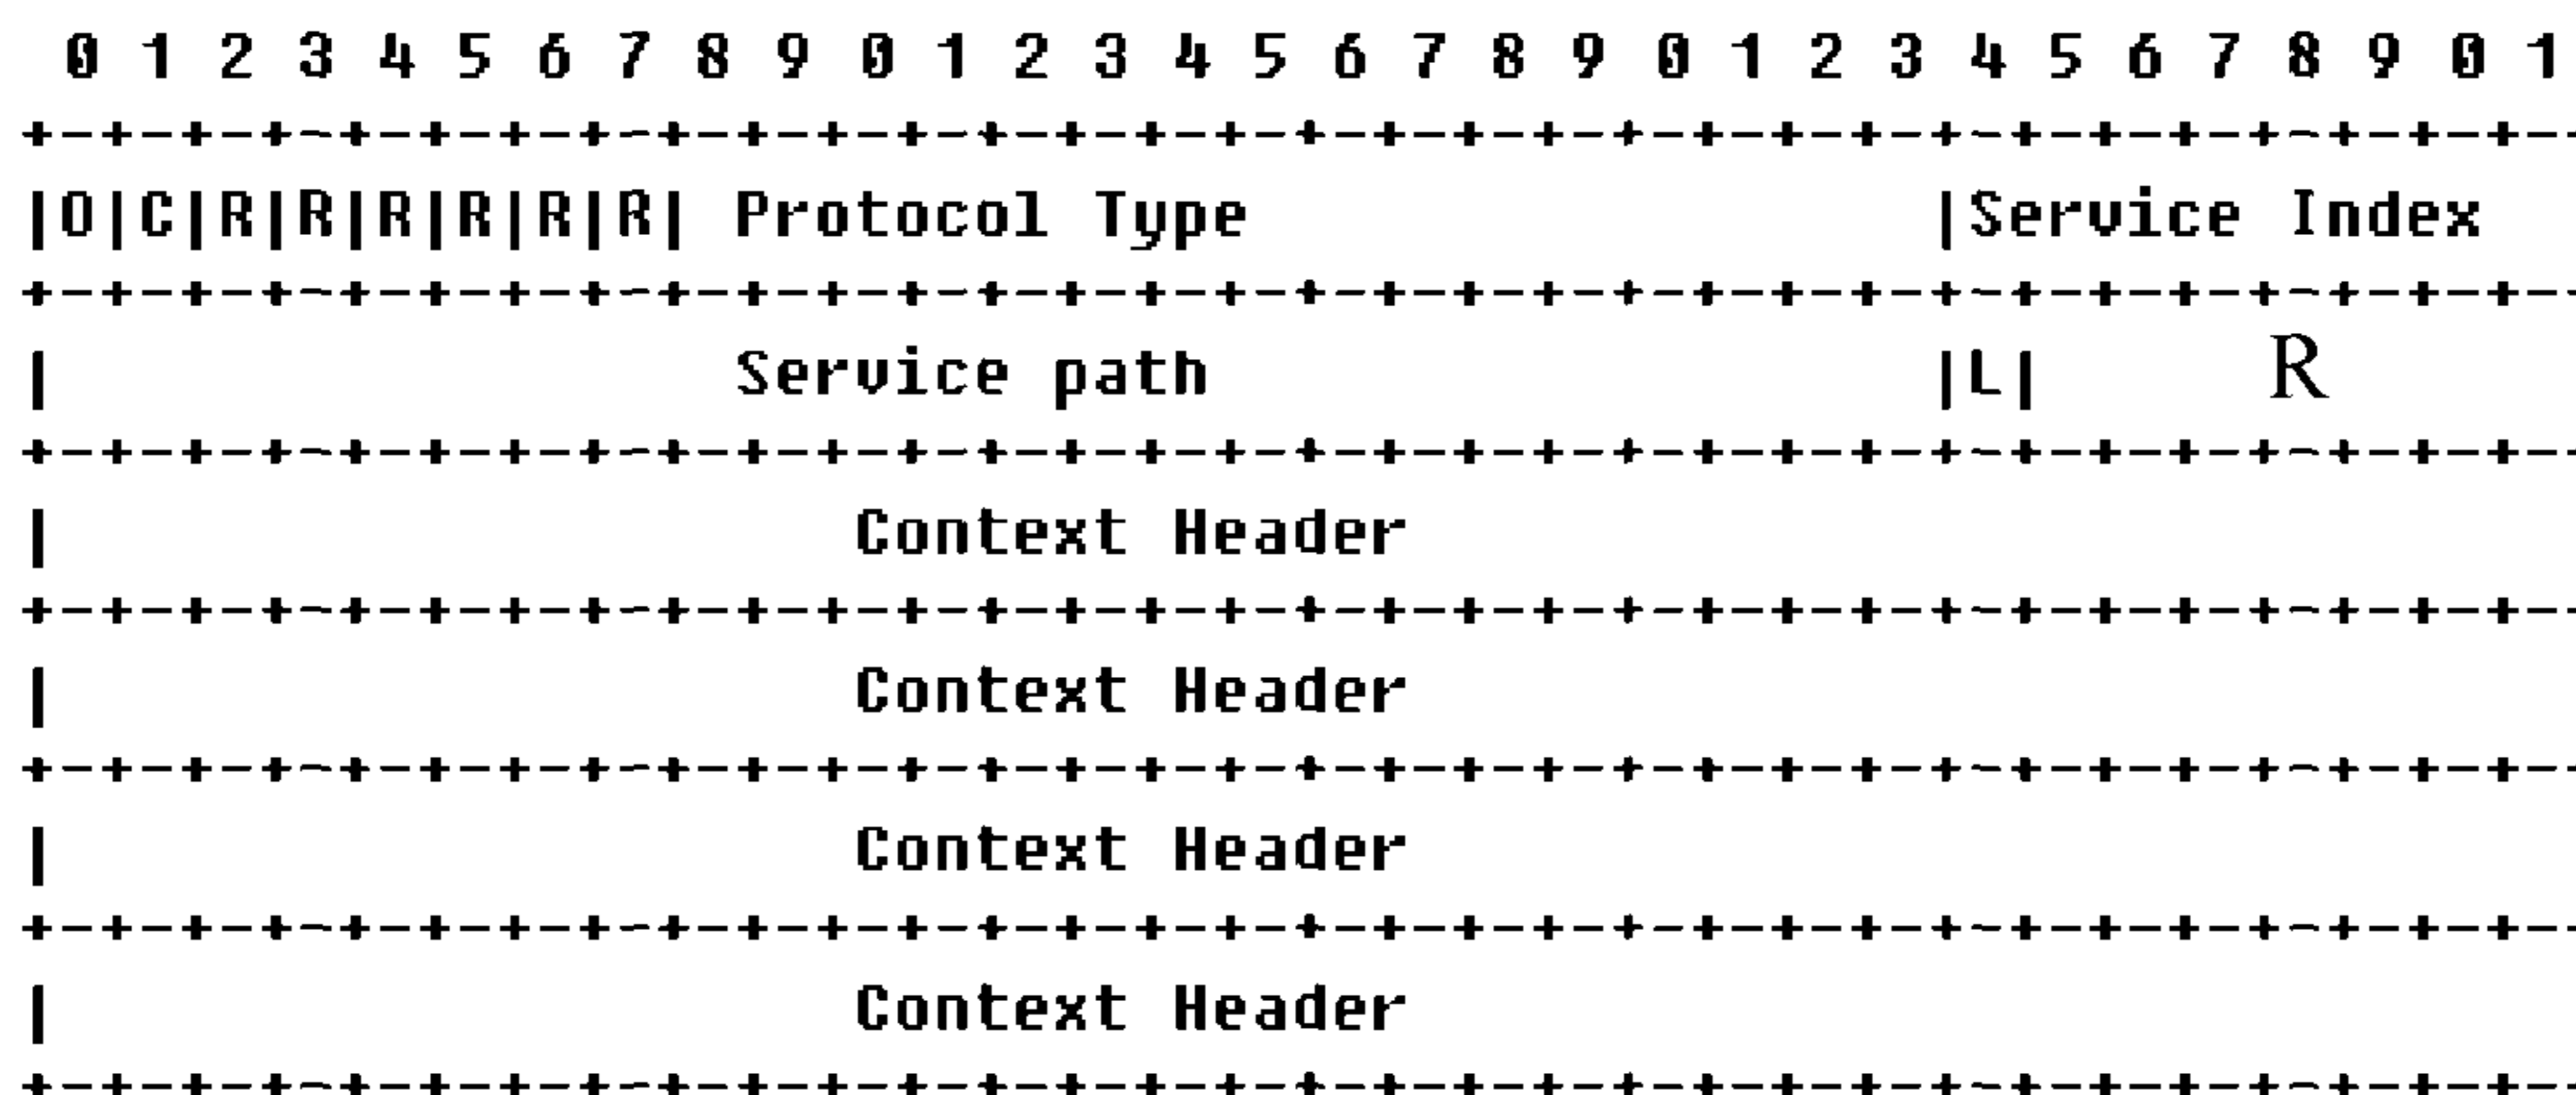 0 1 2 3 4 5 6 7 8 9 0 1 2 3 4 5 6 7 8 9 0 1 2 3 4 5 6 7 8 9 0 1
+-+-+-+-+-+-+-+-+-+-+-+-+-+-+-+-+-+-+-+-+-+-+-+-+-+-+-+-+-+-+-+-
|O|C|R|R|R|R|R|R| Protocol Type |Service Index
+-+-+-+-+-+-+-+-+-+-+-+-+-+-+-+-+-+-+-+-+-+-+-+-+-+-+-+-+-+-+-+-
| Service path |L| R
+-+-+-+-+-+-+-+-+-+-+-+-+-+-+-+-+-+-+-+-+-+-+-+-+-+-+-+-+-+-+-+-
| Context Header
+-+-+-+-+-+-+-+-+-+-+-+-+-+-+-+-+-+-+-+-+-+-+-+-+-+-+-+-+-+-+-+-
| Context Header
+-+-+-+-+-+-+-+-+-+-+-+-+-+-+-+-+-+-+-+-+-+-+-+-+-+-+-+-+-+-+-+-
| Context Header
+-+-+-+-+-+-+-+-+-+-+-+-+-+-+-+-+-+-+-+-+-+-+-+-+-+-+-+-+-+-+-+-
| Context Header
+-+-+-+-+-+-+-+-+-+-+-+-+-+-+-+-+-+-+-+-+-+-+-+-+-+-+-+-+-+-+-+-